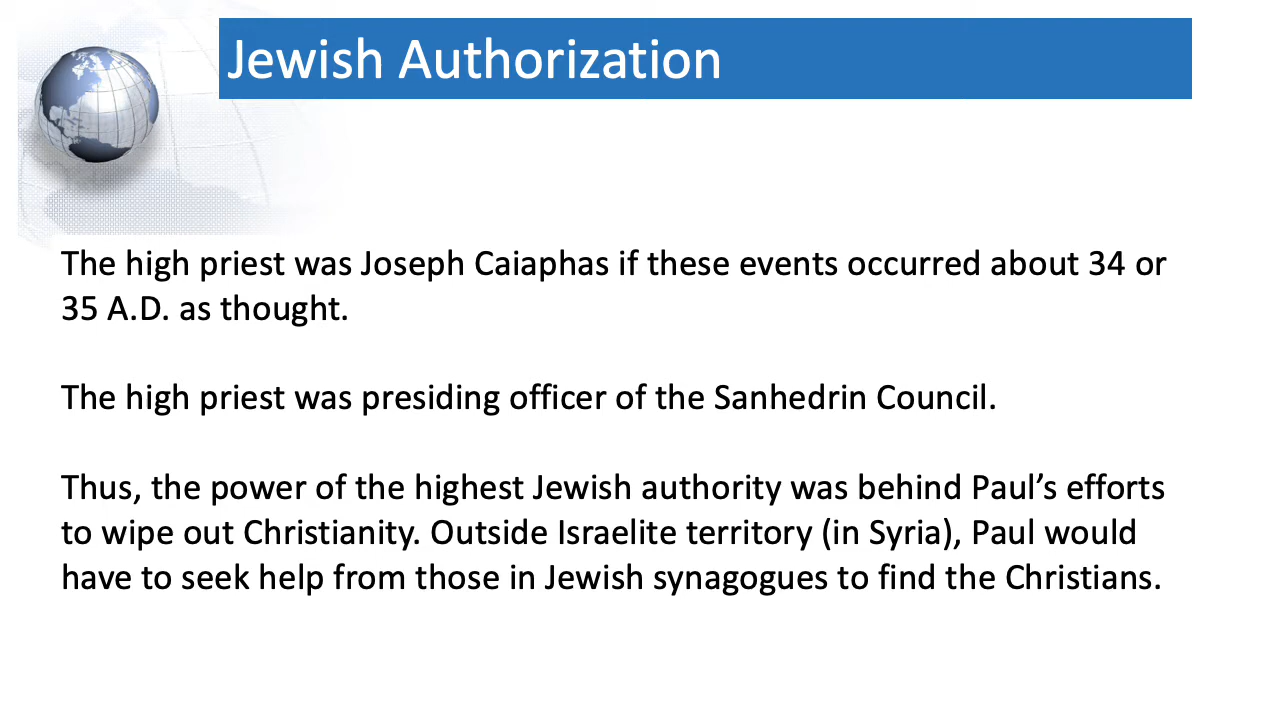 Jewish Authorization
The high priest was Joseph Caiaphas if these events occurred about 34 or
35 A.D. as thought.
The high priest was presiding officer of the Sanhedrin Council.
Thus, the power of the highest Jewish authority was behind Paul’s efforts
to wipe out Christianity. Outside Israelite territory (in Syria), Paul would
have to seek help from those in Jewish synagogues to find the Christians.